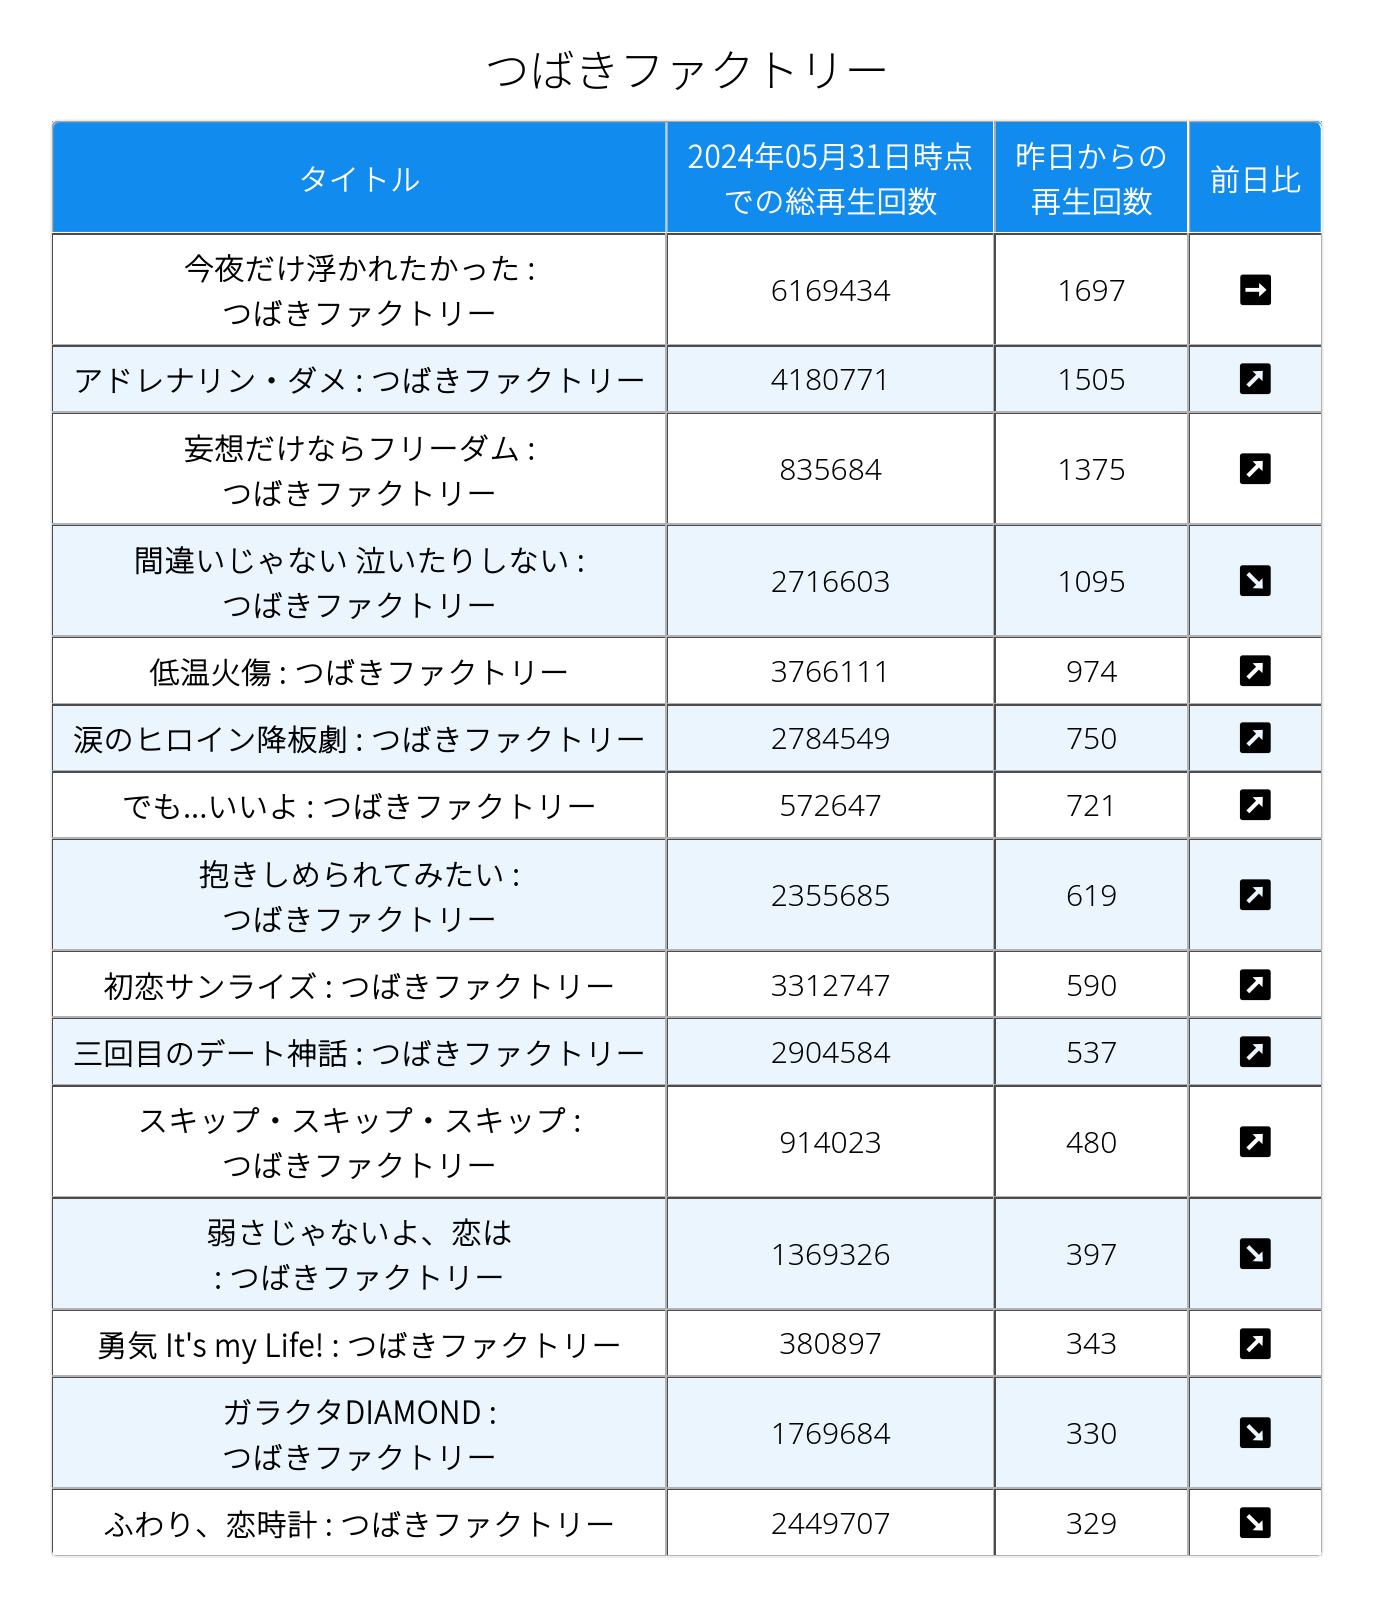 つばきファクトリー
タイトル
2024年05月31日時点
での総再生回数
昨日からの
再生回数
前日比
今夜だけ浮かれたかった :
つばきファクトリー
6169434
1697
アドレナリン・ダメ : つばきファクトリー
4180771
1505
妄想だけならフリーダム :
つばきファクトリー
835684
1375
間違いじゃない 泣いたりしない :
つばきファクトリー
2716603
1095
低温火傷 : つばきファクトリー
3766111
974
涙のヒロイン降板劇 : つばきファクトリー
2784549
750
でも...いいよ : つばきファクトリー
572647
721
抱きしめられてみたい :
つばきファクトリー
2355685
619
初恋サンライズ : つばきファクトリー
3312747
590
三回目のデート神話 : つばきファクトリー
2904584
537
スキップ・スキップ・スキップ :
つばきファクトリー
914023
480
弱さじゃないよ、恋は
: つばきファクトリー
1369326
397
勇気 It's my Life! : つばきファクトリー
380897
343
ガラクタDIAMOND :
つばきファクトリー
1769684
330
ふわり、恋時計 : つばきファクトリー
2449707
329